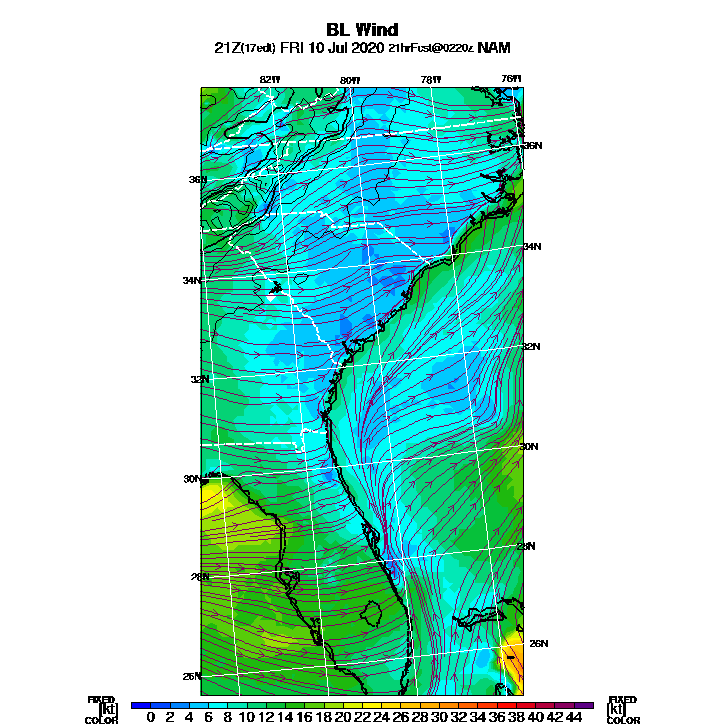 BL Wind
21Z(17edt) FRI 10 Jul 2020 21hrFcst@0220z NAM
82W 80W 78W 76W
36N
36N
34N
34N
32N
32N
30N
30N
28N
28N
26N
26N
FIXED FIXED
[kt] 0 2 4 6 8 10 12 14 16 18 20 22 24 26 28 30 32 34 36 38 40 42 44 [kt]
COLOR COLOR